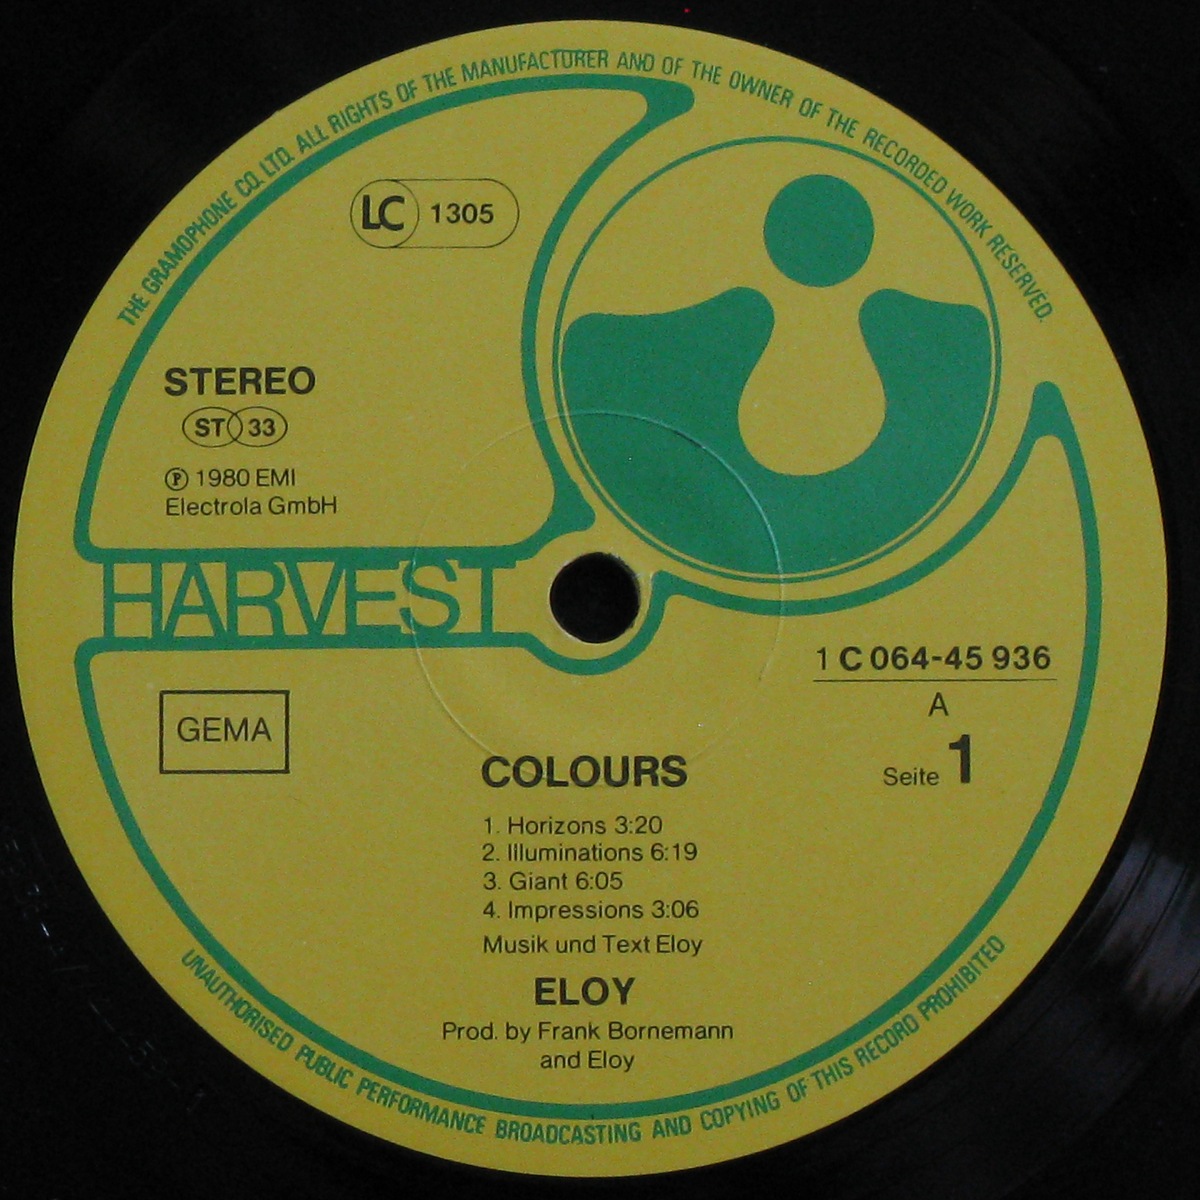 THE GRAMOPHONE CO. LTD. ALL RIGHTS OF THE MANUFACTURER AND OF THE OWNER OF THE RECORDED WORK RESERVED.
LC 1305
STEREO
ST 33
℗ 1980 EMI
Electrola GmbH
HARVEST
GEMA
1 C 064-45 936
A
Seite 1
COLOURS
1. Horizons 3:20
2. Illuminations 6:19
3. Giant 6:05
4. Impressions 3:06
Musik und Text Eloy
ELOY
Prod. by Frank Bornemann
and Eloy
UNAUTHORISED PUBLIC PERFORMANCE BROADCASTING AND COPYING OF THIS RECORD PROHIBITED